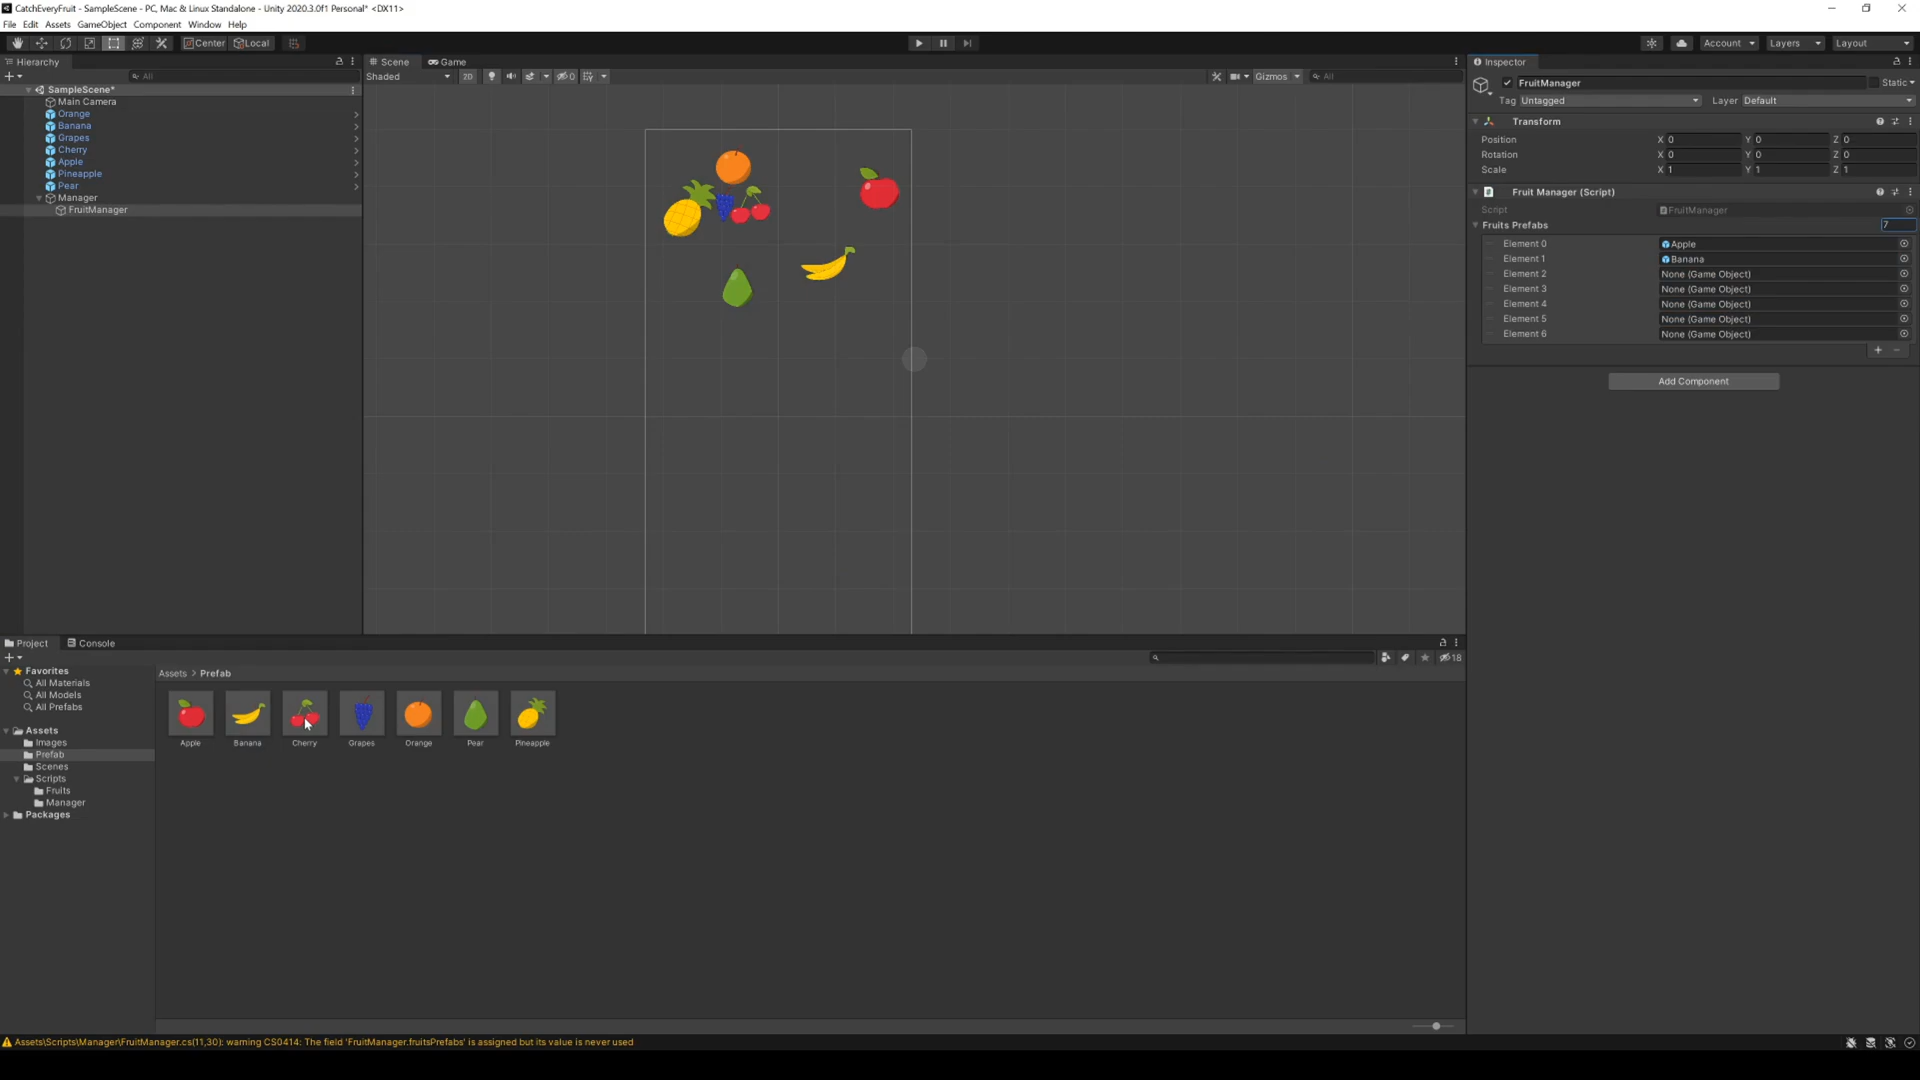 CatchEveryFruit - SampleScene - PC, Mac & Linux Standalone - Unity 2020.3.0f1 Personal* <DX11>
File Edit Assets GameObject Component Window Help
Center Local
Account Layers Layout
Hierarchy
All
SampleScene*
Main Camera
Orange
Banana
Grapes
Cherry
Apple
Pineapple
Pear
Manager
FruitManager
Scene Game
Shaded 2D 0 Gizmos All
Inspector
FruitManager Static
Tag Untagged Layer Default
Transform
Position X 0 Y 0 Z 0
Rotation X 0 Y 0 Z 0
Scale X 1 Y 1 Z 1
Fruit Manager (Script)
Script FruitManager
Fruits Prefabs 7
Element 0 Apple
Element 1 Banana
Element 2 None (Game Object)
Element 3 None (Game Object)
Element 4 None (Game Object)
Element 5 None (Game Object)
Element 6 None (Game Object)
Add Component
Project Console
18
Favorites
All Materials
All Models
All Prefabs
Assets
Images
Prefab
Scenes
Scripts
Fruits
Manager
Packages
Assets > Prefab
Apple Banana Cherry Grapes Orange Pear Pineapple
Assets\Scripts\Manager\FruitManager.cs(11,30): warning CS0414: The field 'FruitManager.fruitsPrefabs' is assigned but its value is never used